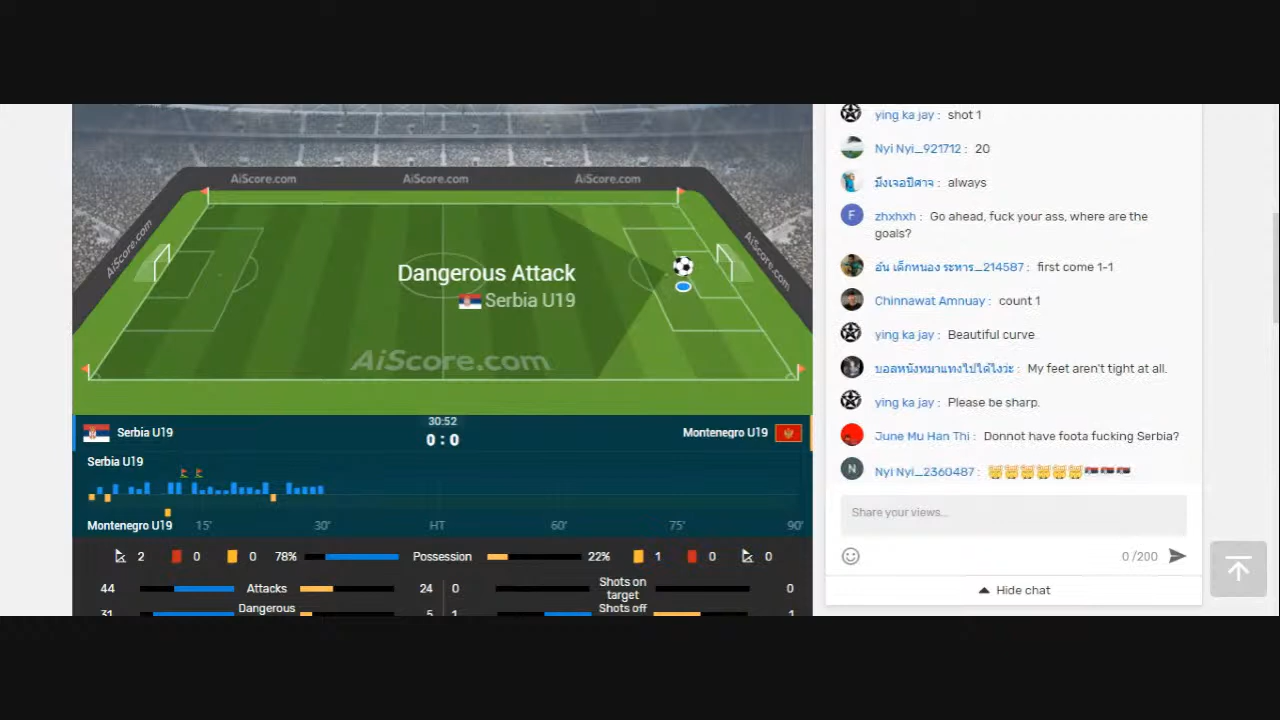 AiScore.com AiScore.com AiScore.com
AiScore.com
AiScore.com
Dangerous Attack
Serbia U19
AiScore.com
30:52
Serbia U19
0 : 0
Montenegro U19
Serbia U19
Montenegro U19 15' 30' HT 60' 75' 90'
2 0 0 78% Possession 22% 1 0 0
44 Attacks 24 0 Shots on target 0
31 Dangerous 5 1 Shots off 1
ying ka jay : shot 1
Nyi Nyi_921712 : 20
มึงเจอปีศาจ : always
F
zhxhxh : Go ahead, fuck your ass, where are the
goals?
อ้น เด็กหนอง ระหาร_214587 : first come 1-1
Chinnawat Amnuay : count 1
ying ka jay : Beautiful curve
บอลหนังหมาแทงไปได้ไงว่ะ : My feet aren't tight at all.
ying ka jay : Please be sharp.
June Mu Han Thi : Donnot have foota fucking Serbia?
N
Nyi Nyi_2360487 : 😹😹😹😹😹😹🇷🇸🇷🇸🇷🇸
Share your views...
0 /200
Hide chat